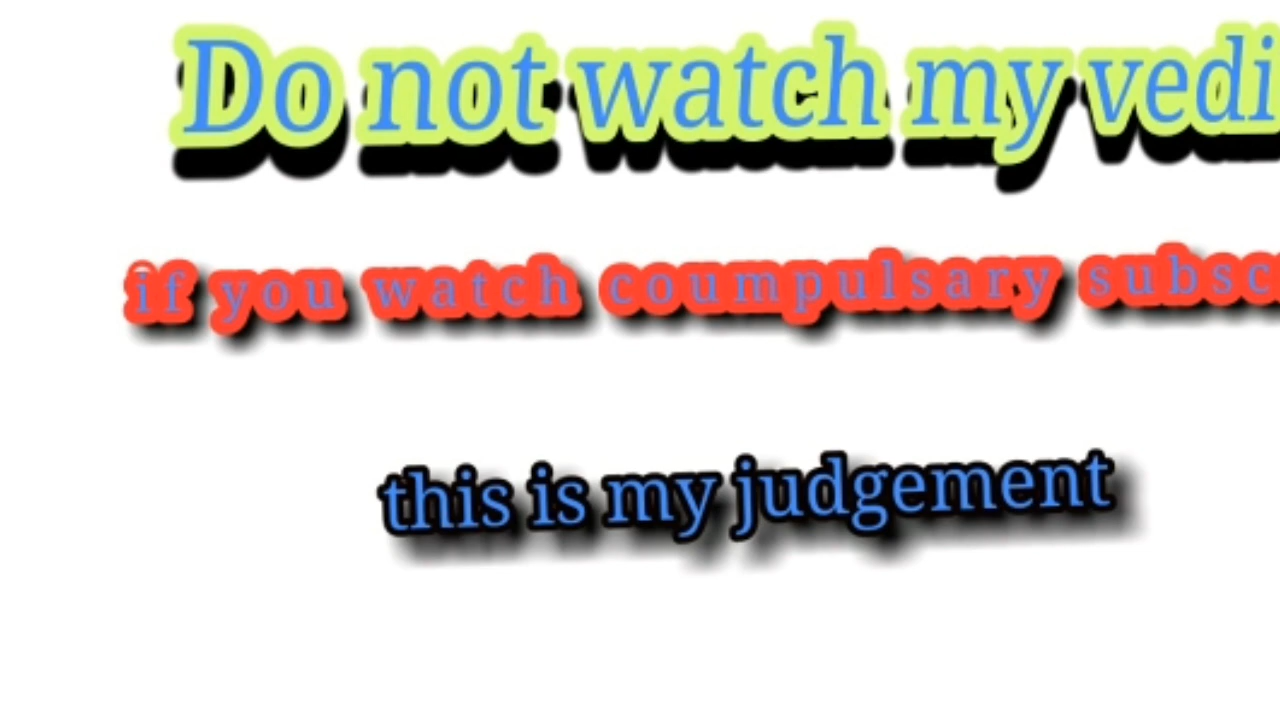 Do not watch my vedi
if you watch coumpulsary subsc
this is my judgement